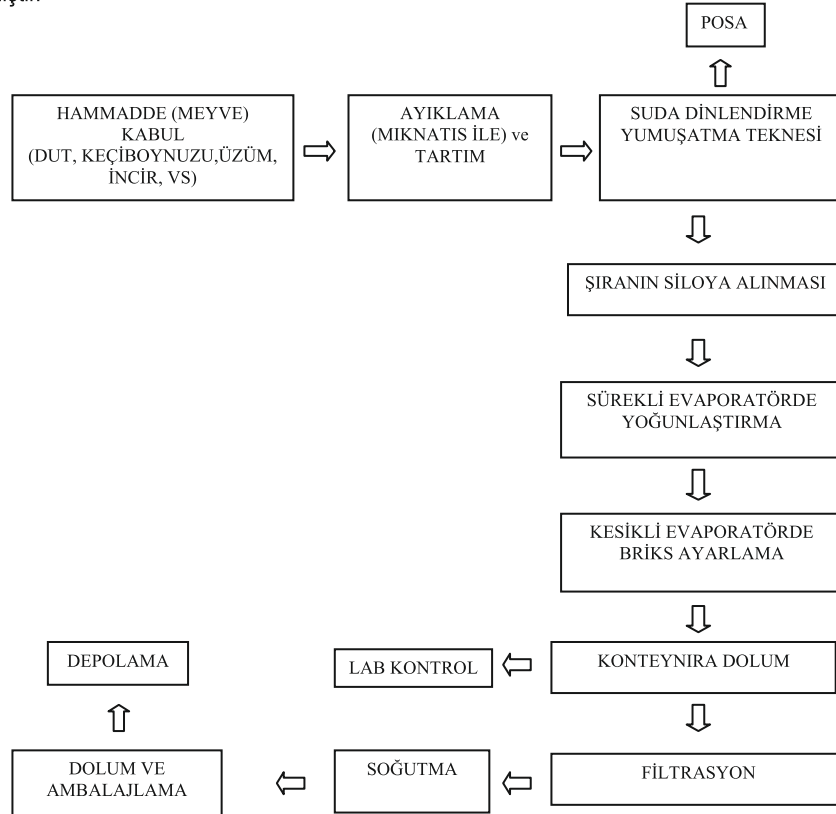 POSA
HAMMADDE (MEYVE)
KABUL
(DUT, KEÇİBOYNUZU,ÜZÜM,
İNCİR, VS)
AYIKLAMA
(MIKNATIS İLE) ve
TARTIM
SUDA DİNLENDİRME
YUMUŞATMA TEKNESİ
ŞIRANIN SİLOYA ALINMASI
SÜREKLİ EVAPORATÖRDE
YOĞUNLAŞTIRMA
KESİKLİ EVAPORATÖRDE
BRİKS AYARLAMA
KONTEYNIRA DOLUM
LAB KONTROL
FİLTRASYON
SOĞUTMA
DOLUM VE
AMBALAJLAMA
DEPOLAMA